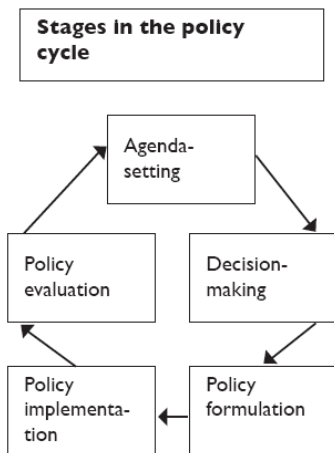 Stages in the policy
cycle
Agenda-
setting
Decision-
making
Policy
formulation
Policy
implementa-
tion
Policy
evaluation